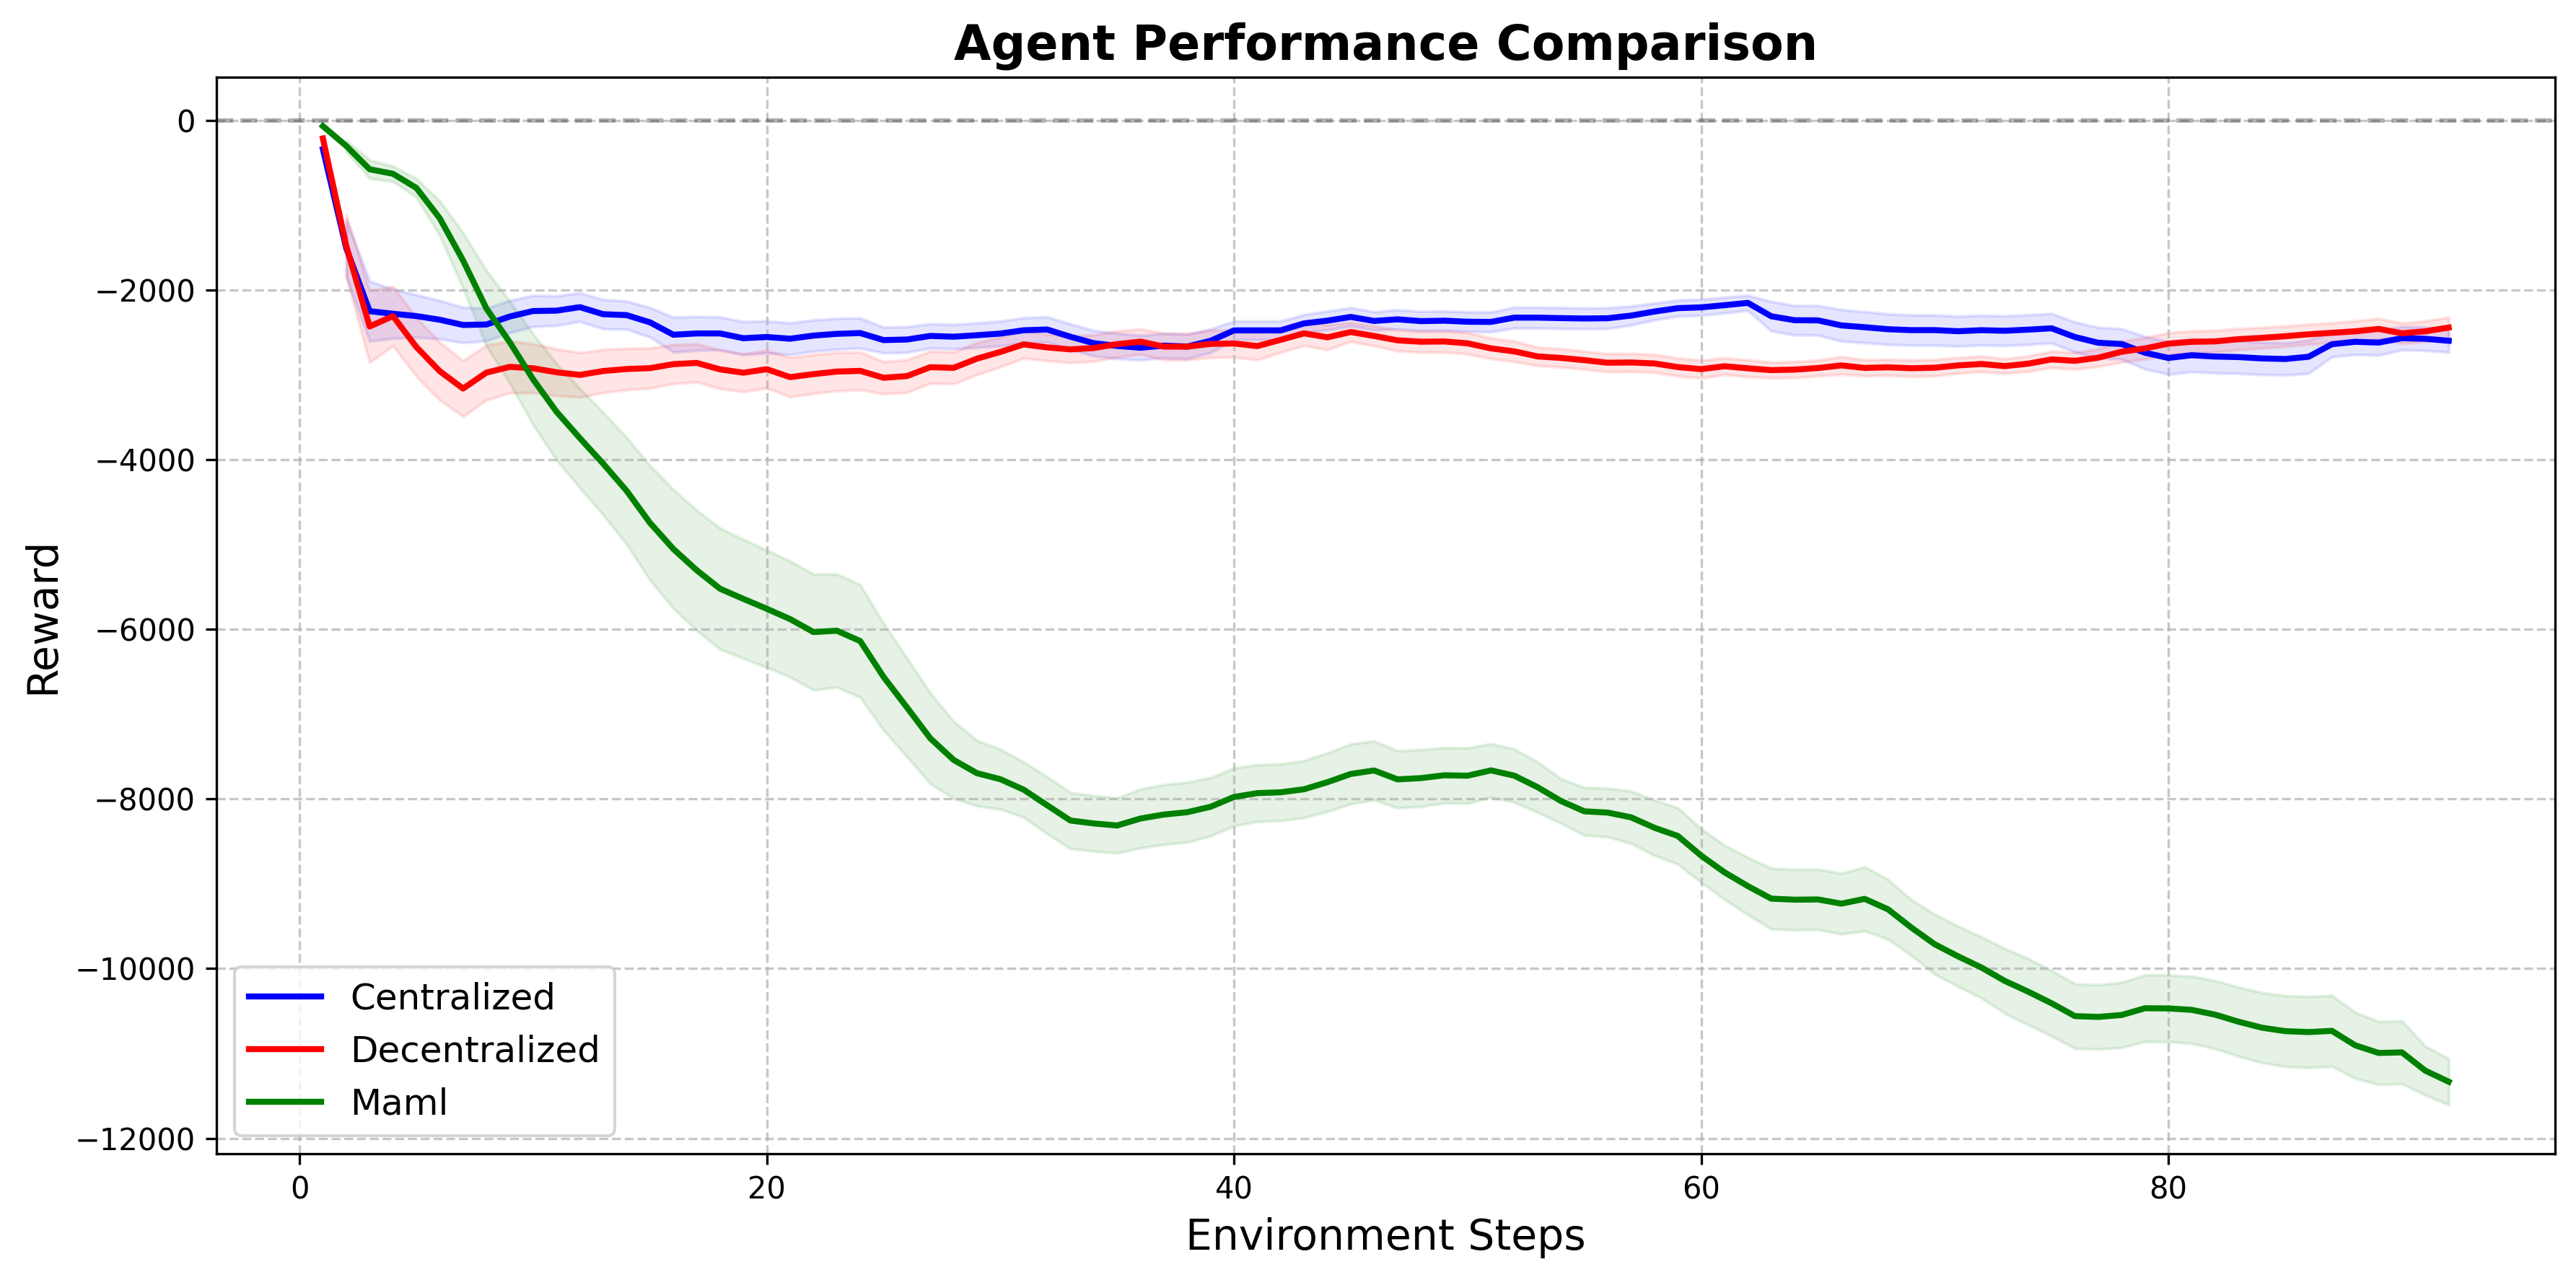 Agent Performance Comparison
Reward
0
−2000
−4000
−6000
−8000
−10000
−12000
Centralized
Decentralized
Maml
0 20 40 60 80
Environment Steps